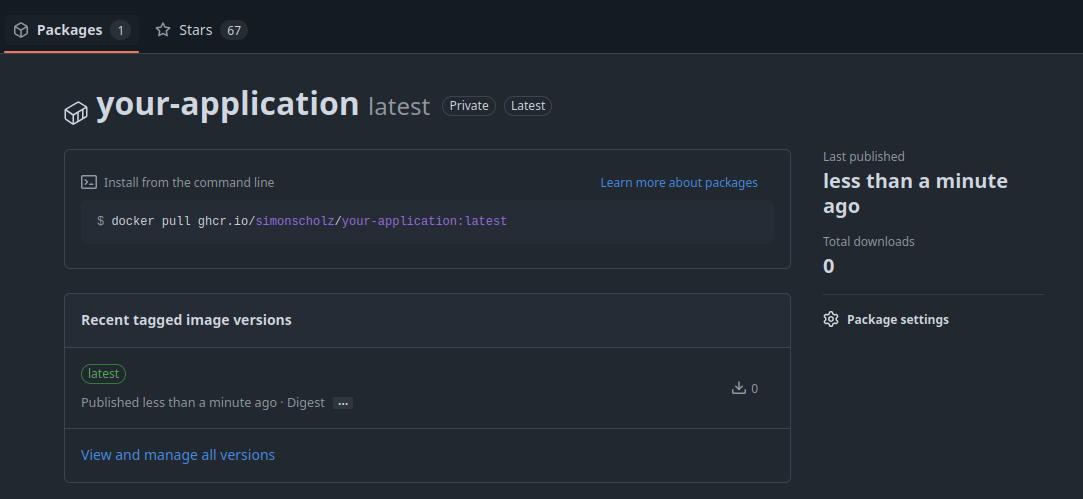 Packages 1 Stars 67
your-application latest Private Latest
Install from the command line Learn more about packages
$ docker pull ghcr.io/simonscholz/your-application:latest
Recent tagged image versions
latest
Published less than a minute ago · Digest ...
0
View and manage all versions
Last published
less than a minute
ago
Total downloads
0
Package settings